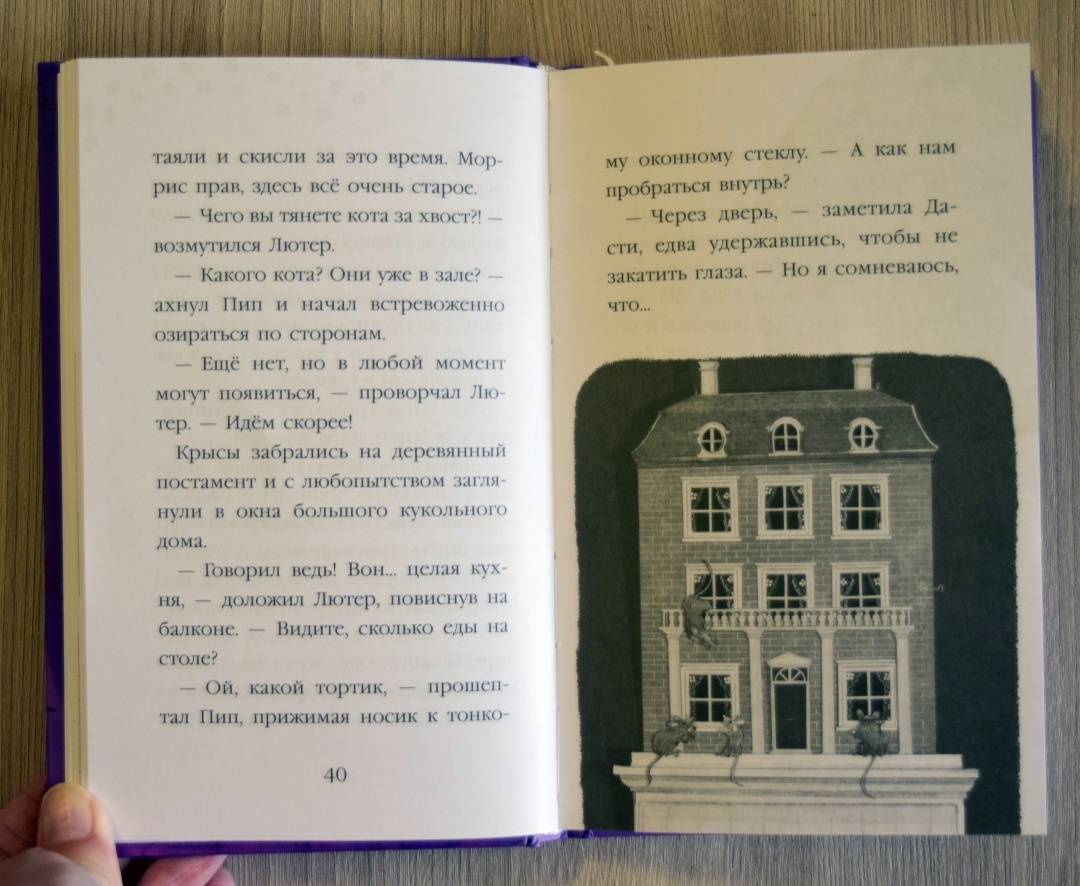 таяли и скисли за это время. Мор-
рис прав, здесь всё очень старое.
— Чего вы тянете кота за хвост?! —
возмутился Лютер.
— Какого кота? Они уже в зале? —
ахнул Пип и начал встревоженно
озираться по сторонам.
— Ещё нет, но в любой момент
могут появиться, — проворчал Лю-
тер. — Идём скорее!
Крысы забрались на деревянный
постамент и с любопытством загля-
нули в окна большого кукольного
дома.
— Говорил ведь! Вон... целая кух-
ня, — доложил Лютер, повиснув на
балконе. — Видите, сколько еды на
столе?
— Ой, какой тортик, — прошеп-
тал Пип, прижимая носик к тонко-
40
му оконному стеклу. — А как нам
пробраться внутрь?
— Через дверь, — заметила Да-
сти, едва удержавшись, чтобы не
закатить глаза. — Но я сомневаюсь,
что...